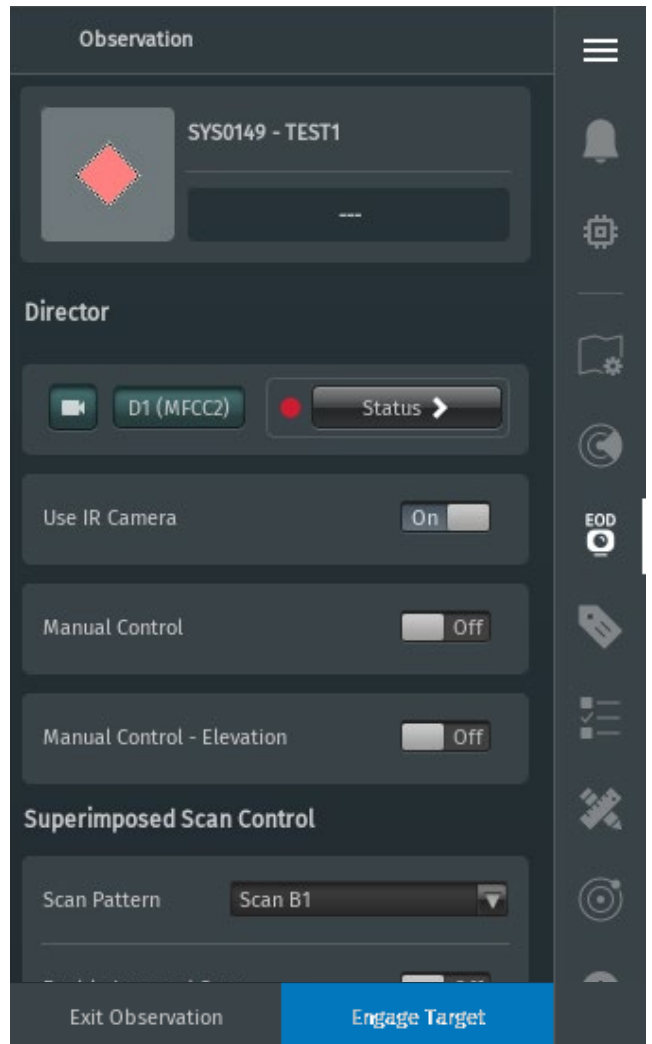 Observation
SYS0149 - TEST1
---
Director
D1 (MFCC2)
Status
Use IR Camera
On
EOD
Manual Control
Off
Manual Control - Elevation
Off
Superimposed Scan Control
Scan Pattern
Scan B1
Exit Observation
Engage Target